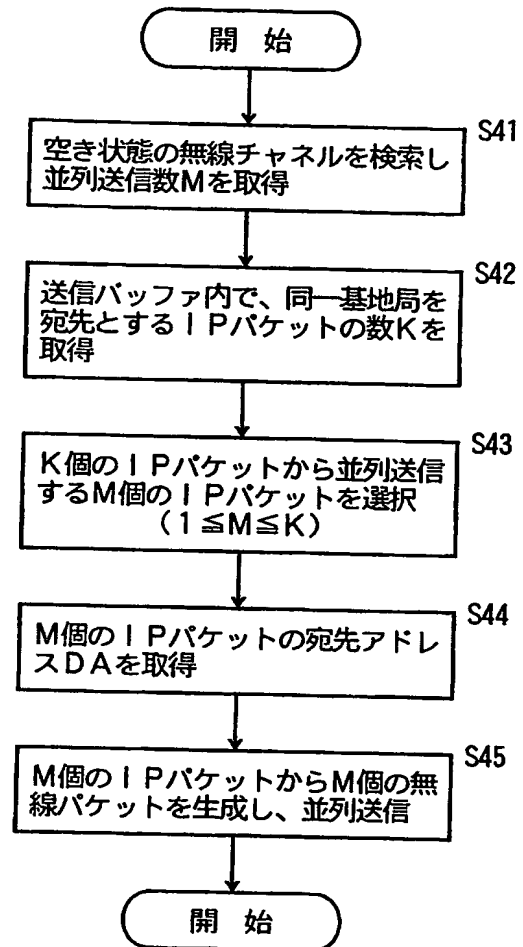 開 始
S41
空き状態の無線チャネルを検索し
並列送信数Mを取得
S42
送信バッファ内で、同一基地局を
宛先とするIPパケットの数Kを
取得
S43
K個のIPパケットから並列送信
するM個のIPパケットを選択
(1≦M≦K)
S44
M個のIPパケットの宛先アドレ
スDAを取得
S45
M個のIPパケットからM個の無
線パケットを生成し、並列送信
開 始